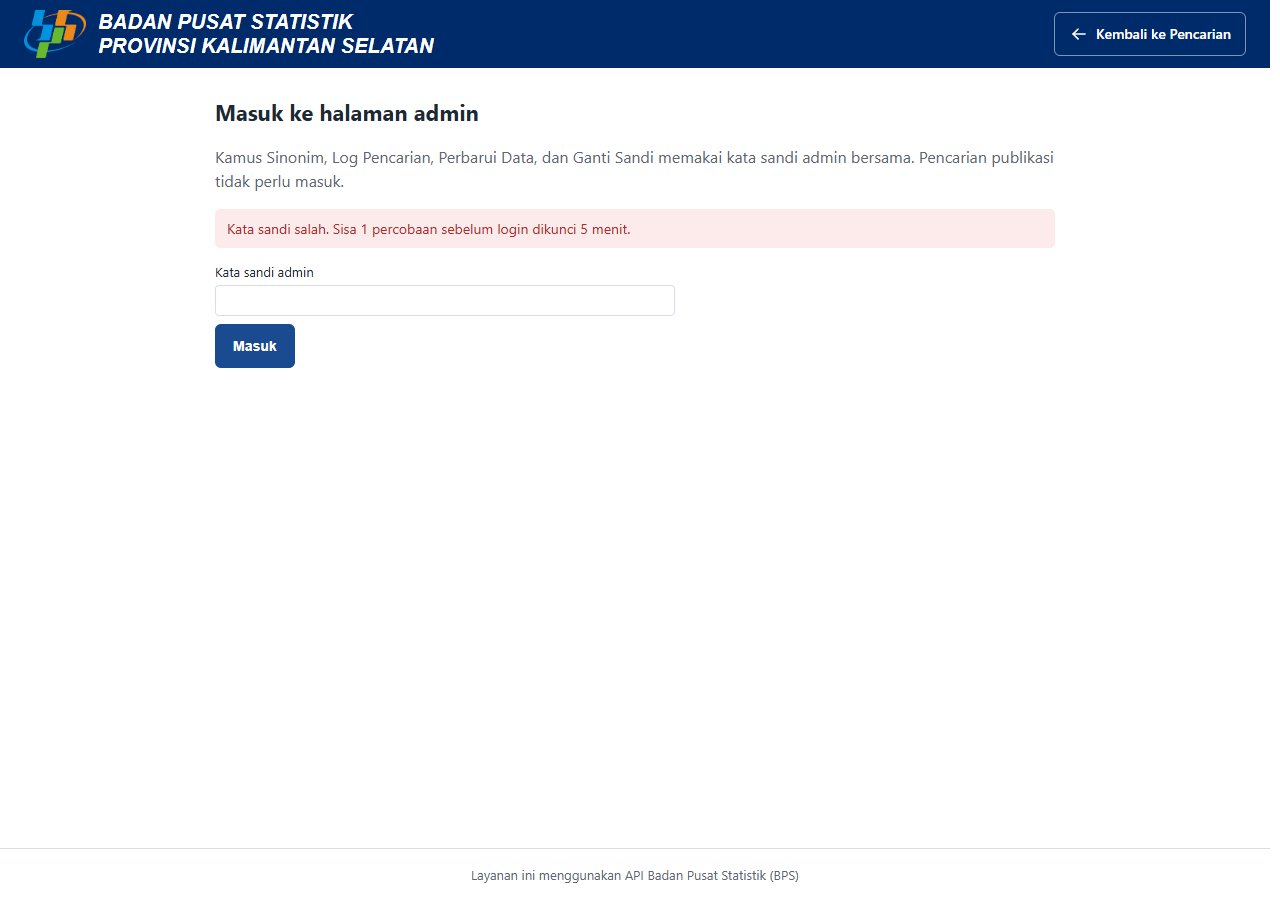 BADAN PUSAT STATISTIK
PROVINSI KALIMANTAN SELATAN
Kembali ke Pencarian
Masuk ke halaman admin
Kamus Sinonim, Log Pencarian, Perbarui Data, dan Ganti Sandi memakai kata sandi admin bersama. Pencarian publikasi
tidak perlu masuk.
Kata sandi salah. Sisa 1 percobaan sebelum login dikunci 5 menit.
Kata sandi admin
Masuk
Layanan ini menggunakan API Badan Pusat Statistik (BPS)